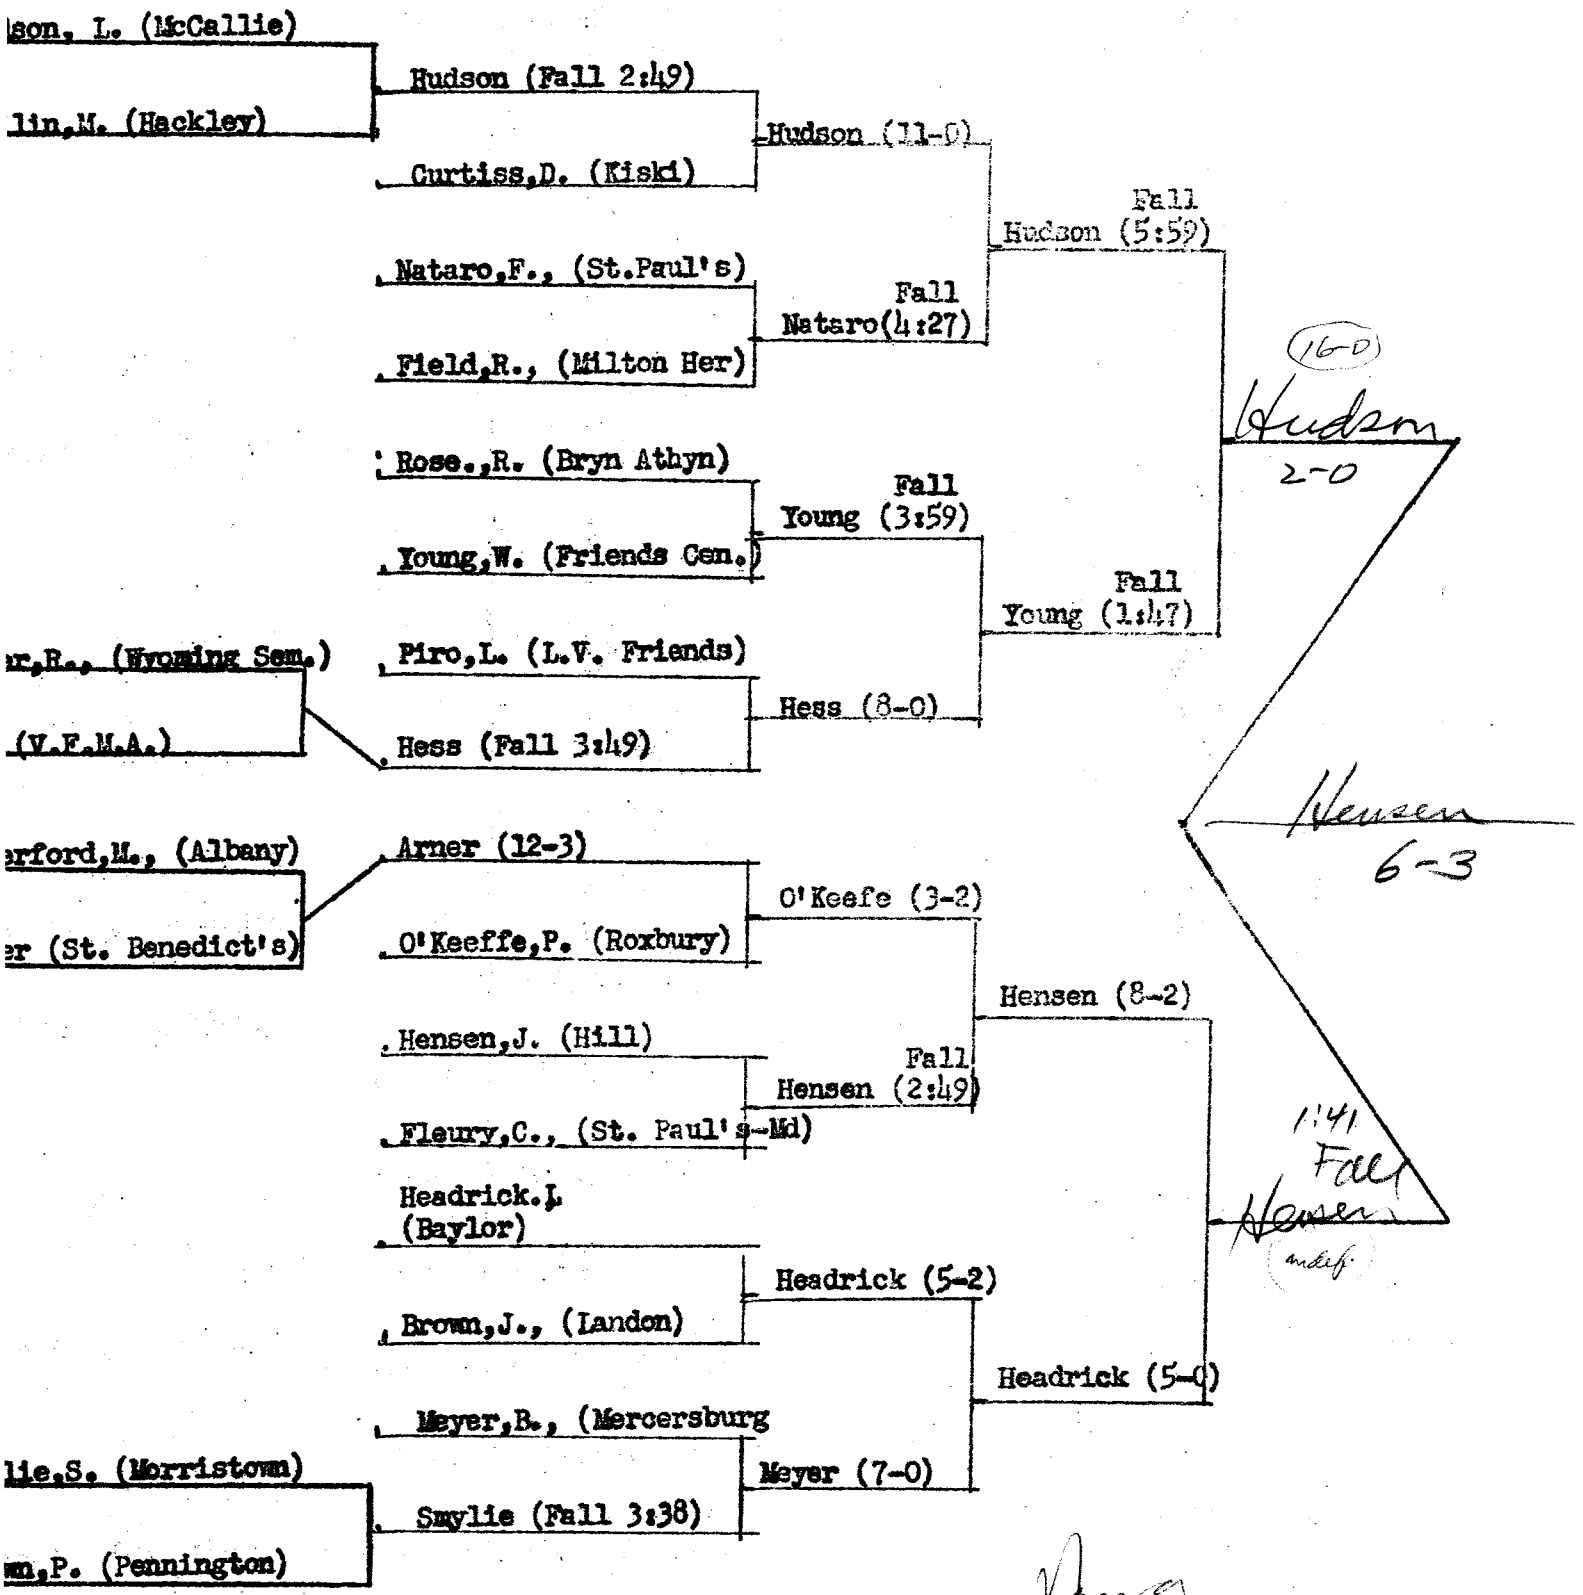 son, L. (McCallie)
Hudson (Fall 2:49)
lin,M. (Hackley)
Hudson (11-0)
Curtiss,D. (Kiski)
Fall
Hudson (5:59)
Nataro,F., (St.Paul's)
Fall
Nataro(4:27)
Field,R., (Milton Her)
(16-0)
Hudson
2-0
Rose.,R. (Bryn Athyn)
Fall
Young (3:59)
Young,W. (Friends Cen.)
Fall
Young (1:47)
er,R., (Wyoming Sem.)
Piro,L. (L.V. Friends)
Hess (8-0)
(V.F.M.A.)
Hess (Fall 3:49)
Hensen
6-3
erford,M., (Albany)
Arner (12-3)
O'Keefe (3-2)
er (St. Benedict's)
O'Keeffe,P. (Roxbury)
Hensen (8-2)
Hensen,J. (Hill)
Fall
Hensen (2:49)
Fleury,C., (St. Paul's-Md)
1:41
Fall
Hensen
undef.
Headrick.L
(Baylor)
Headrick (5-2)
Brown,J., (Landon)
Headrick (5-0)
Meyer,B., (Mercersburg
lie,S. (Morristown)
Meyer (7-0)
Smylie (Fall 3:38)
wn,P. (Pennington)